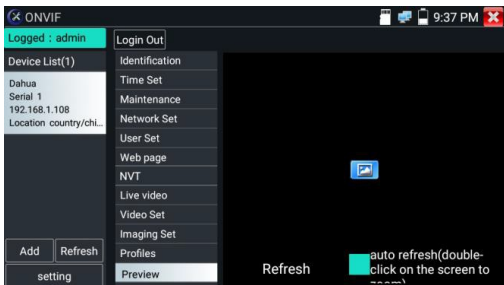 ONVIF
9:37 PM
Logged : admin
Login Out
Device List(1)
Dahua
Serial 1
192.168.1.108
Location country/chi...
Identification
Time Set
Maintenance
Network Set
User Set
Web page
NVT
Live video
Video Set
Imaging Set
Profiles
Preview
Add
Refresh
setting
Refresh
auto refresh(double-
click on the screen to
zoom)